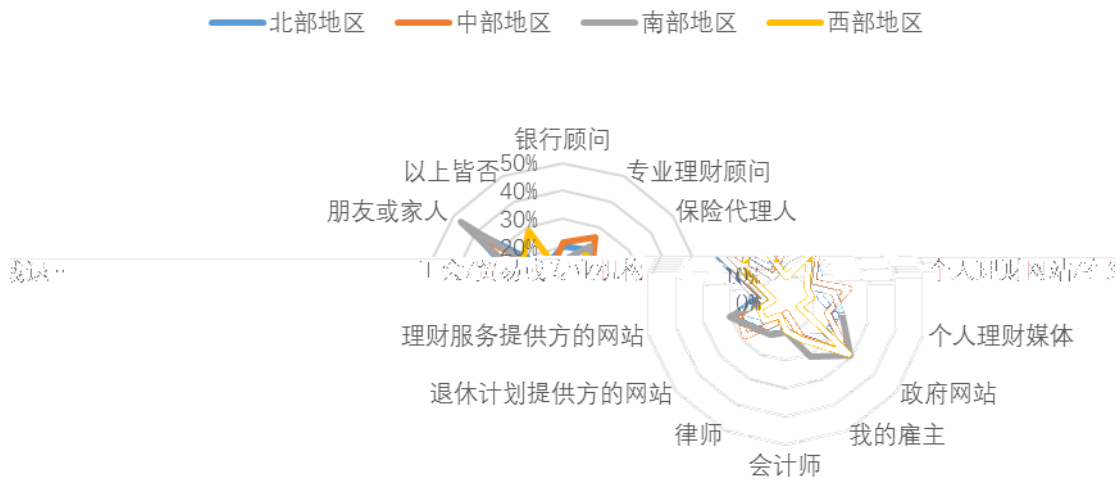 北部地区 中部地区 南部地区 西部地区
银行顾问
50%
以上皆否
专业理财顾问
40%
朋友或家人
保险代理人
30%
20%
10%
0%
理财服务提供方的网站
个人理财媒体
退休计划提供方的网站
政府网站
律师
我的雇主
会计师